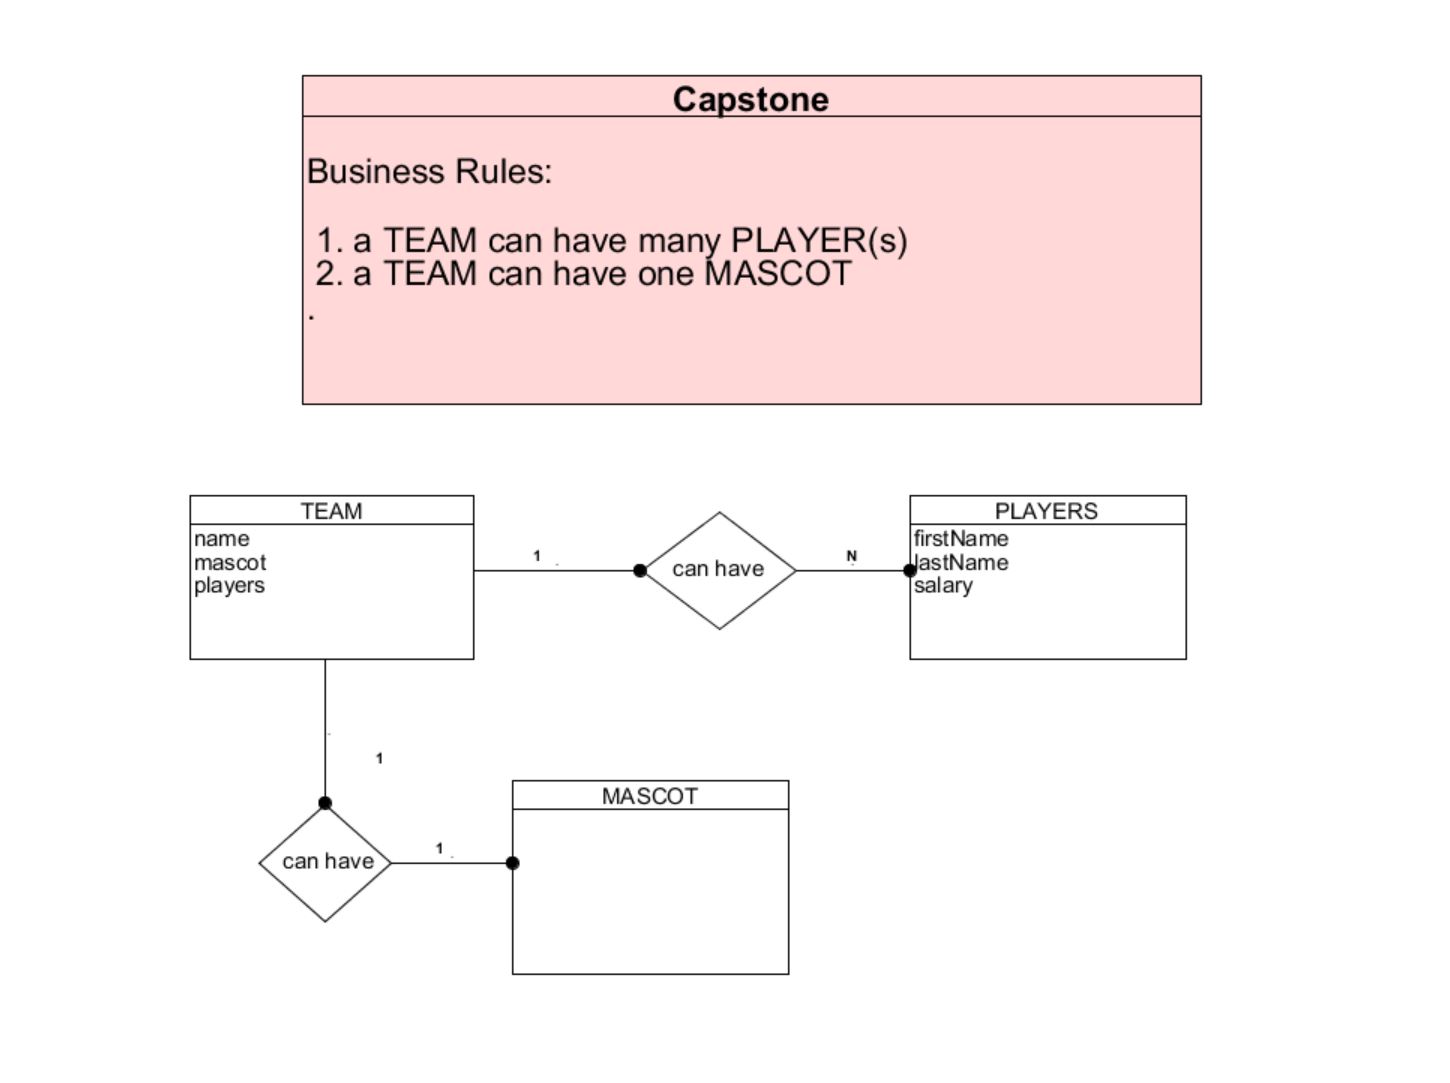 Capstone
Business Rules:
1. a TEAM can have many PLAYER(s)
2. a TEAM can have one MASCOT
.
TEAM
name
mascot
players
1
can have
N
PLAYERS
firstName
lastName
salary
1
can have
1
MASCOT